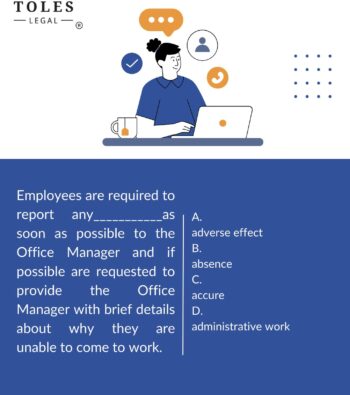 TOLES
LEGAL
®
Employees are required to
report any___________as
soon as possible to the
Office Manager and if
possible are requested to
provide the Office
Manager with brief details
about why they are
unable to come to work.
A.
adverse effect
B.
absence
C.
accure
D.
administrative work